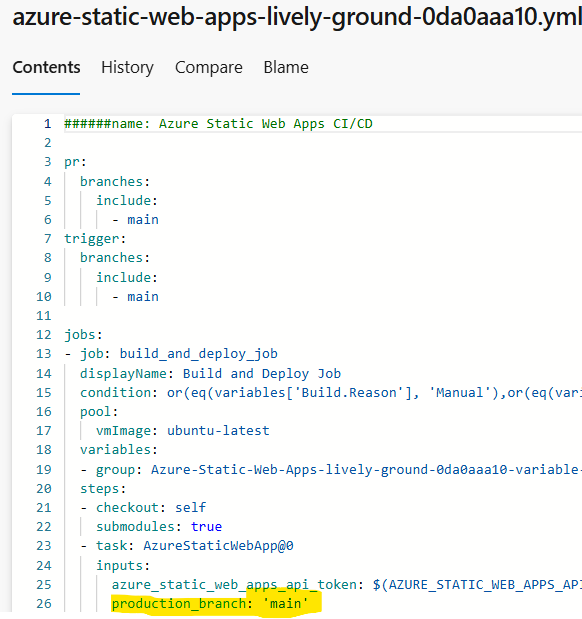 azure-static-web-apps-lively-ground-0da0aaa10.yml
Contents History Compare Blame
1 ######name: Azure Static Web Apps CI/CD
2
3 pr:
4 branches:
5 include:
6 - main
7 trigger:
8 branches:
9 include:
10 - main
11
12 jobs:
13 - job: build_and_deploy_job
14 displayName: Build and Deploy Job
15 condition: or(eq(variables['Build.Reason'], 'Manual'),or(eq(vari
16 pool:
17 vmImage: ubuntu-latest
18 variables:
19 - group: Azure-Static-Web-Apps-lively-ground-0da0aaa10-variable-
20 steps:
21 - checkout: self
22 submodules: true
23 - task: AzureStaticWebApp@0
24 inputs:
25 azure_static_web_apps_api_token: $(AZURE_STATIC_WEB_APPS_API
26 production_branch: 'main'